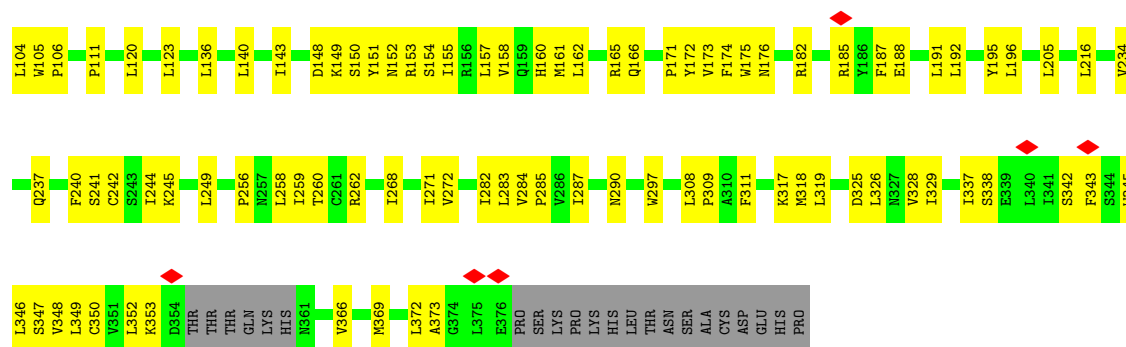 L104 W105 P106 P111 L120 L123 L136 L140 I143 D148 K149 S150 Y151 N152 R153 S154 I155 R156 L157 V158 Q159 H160 M161 L162 R165 Q166 P171 Y172 V173 F174 W175 N176 R182 R185 Y186 F187 E188 L191 L192 Y195 L196 L205 L216 V234
Q237 F240 S241 C242 S243 I244 K245 L249 P256 N257 L258 I259 T260 C261 R262 I268 I271 V272 I282 L283 V284 P285 V286 I287 N290 W297 L308 P309 A310 F311 K317 M318 L319 D325 L326 N327 V328 I329 I337 S338 E339 L340 I341 S342 F343 S344
L346 S347 V348 L349 C350 V351 L352 K353 D354 THR THR THR GLN LYS HIS N361 V366 M369 L372 A373 G374 L375 E376 PRO SER LYS PRO LYS HIS LEU THR ASN SER ALA CYS ASP GLU HIS PRO